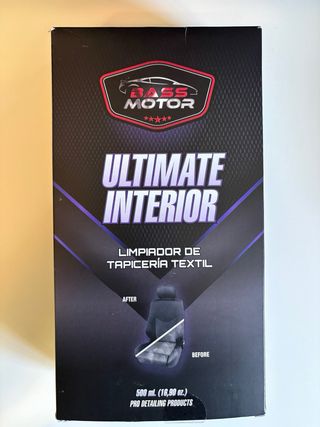 BASS
MOTOR
ULTIMATE
INTERIOR
LIMPIADOR DE
TAPICERÍA TEXTIL
AFTER
BEFORE
500 ml. (16,90 oz.)
PRO DETAILING PRODUCTS